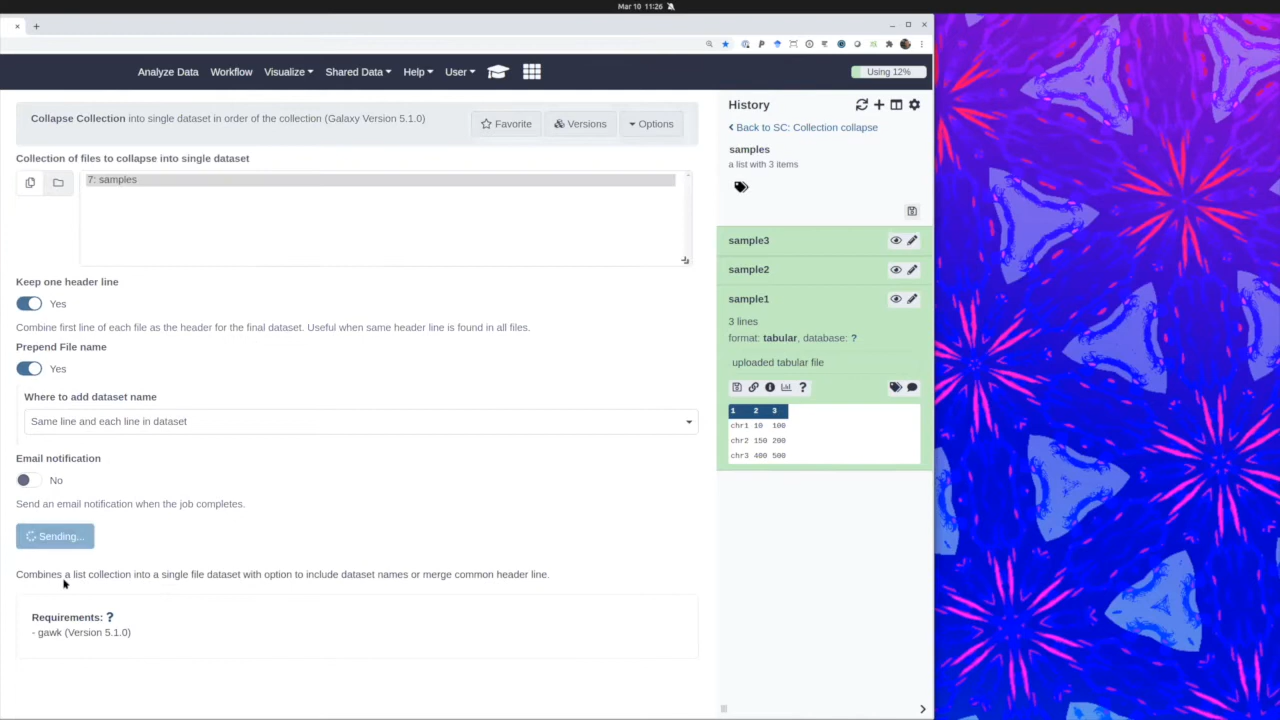 Mar 10 11:26
Analyze Data Workflow Visualize Shared Data Help User Using 12%
Collapse Collection into single dataset in order of the collection (Galaxy Version 5.1.0) Favorite Versions Options
Collection of files to collapse into single dataset
7: samples
Keep one header line
Yes
Combine first line of each file as the header for the final dataset. Useful when same header line is found in all files.
Prepend File name
Yes
Where to add dataset name
Same line and each line in dataset
Email notification
No
Send an email notification when the job completes.
Sending...
Combines a list collection into a single file dataset with option to include dataset names or merge common header line.
Requirements: ?
- gawk (Version 5.1.0)
History
Back to SC: Collection collapse
samples
a list with 3 items
sample3
sample2
sample1
3 lines
format: tabular, database: ?
uploaded tabular file
1 2 3
chr1 10 100
chr2 150 200
chr3 400 500